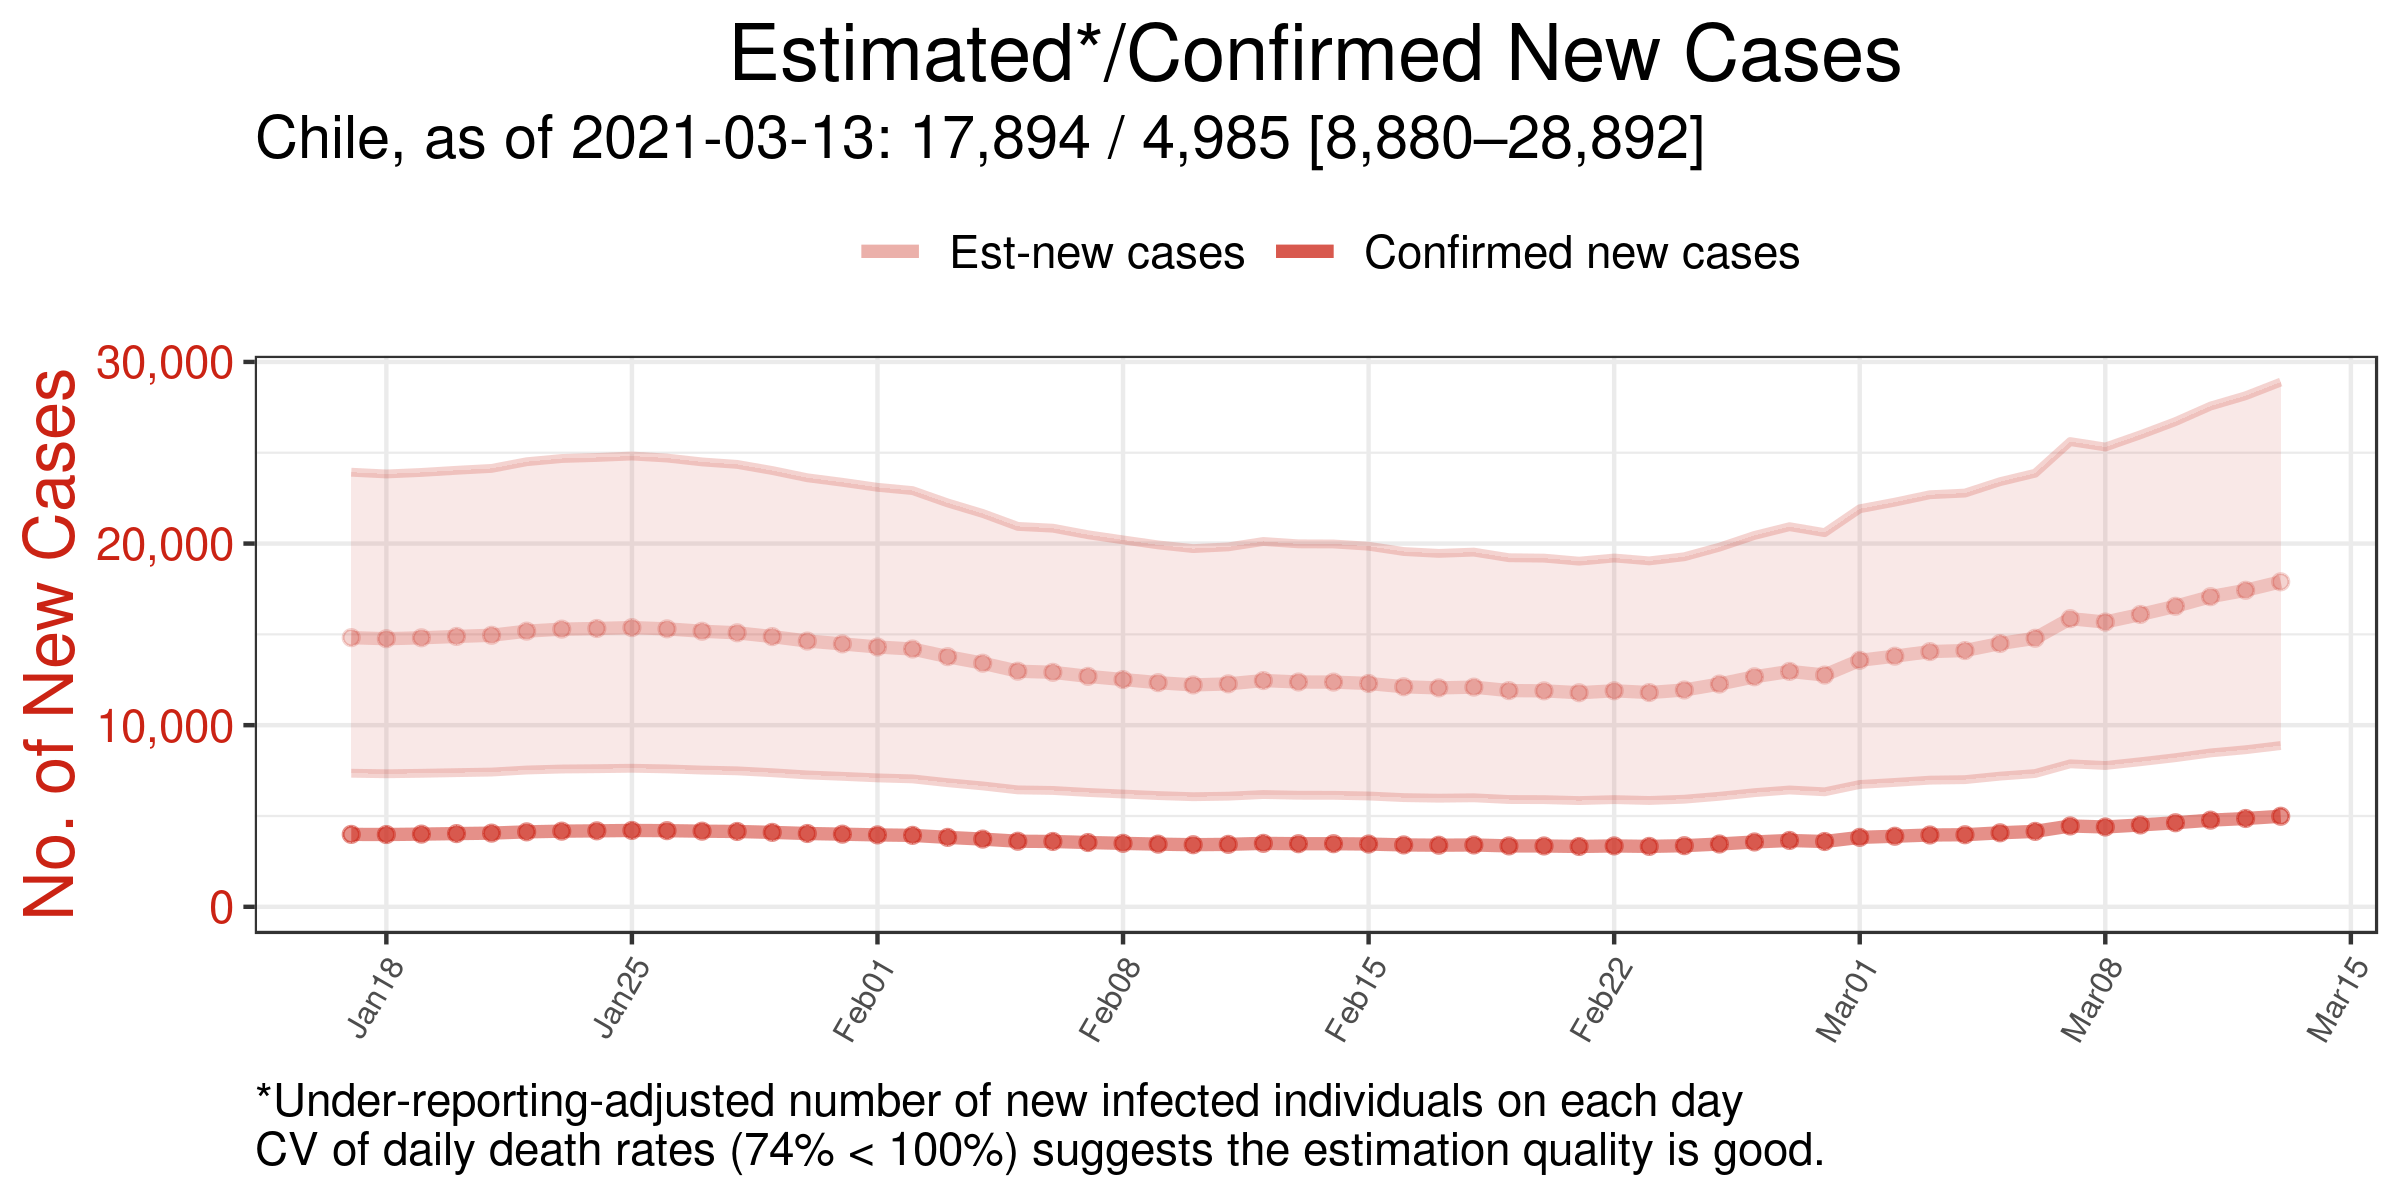 Estimated*/Confirmed New Cases
Chile, as of 2021-03-13: 17,894 / 4,985 [8,880–28,892]
Est-new cases
Confirmed new cases
No. of New Cases
30,000
20,000
10,000
0
Jan18
Jan25
Feb01
Feb08
Feb15
Feb22
Mar01
Mar08
Mar15
*Under-reporting-adjusted number of new infected individuals on each day
CV of daily death rates (74% < 100%) suggests the estimation quality is good.